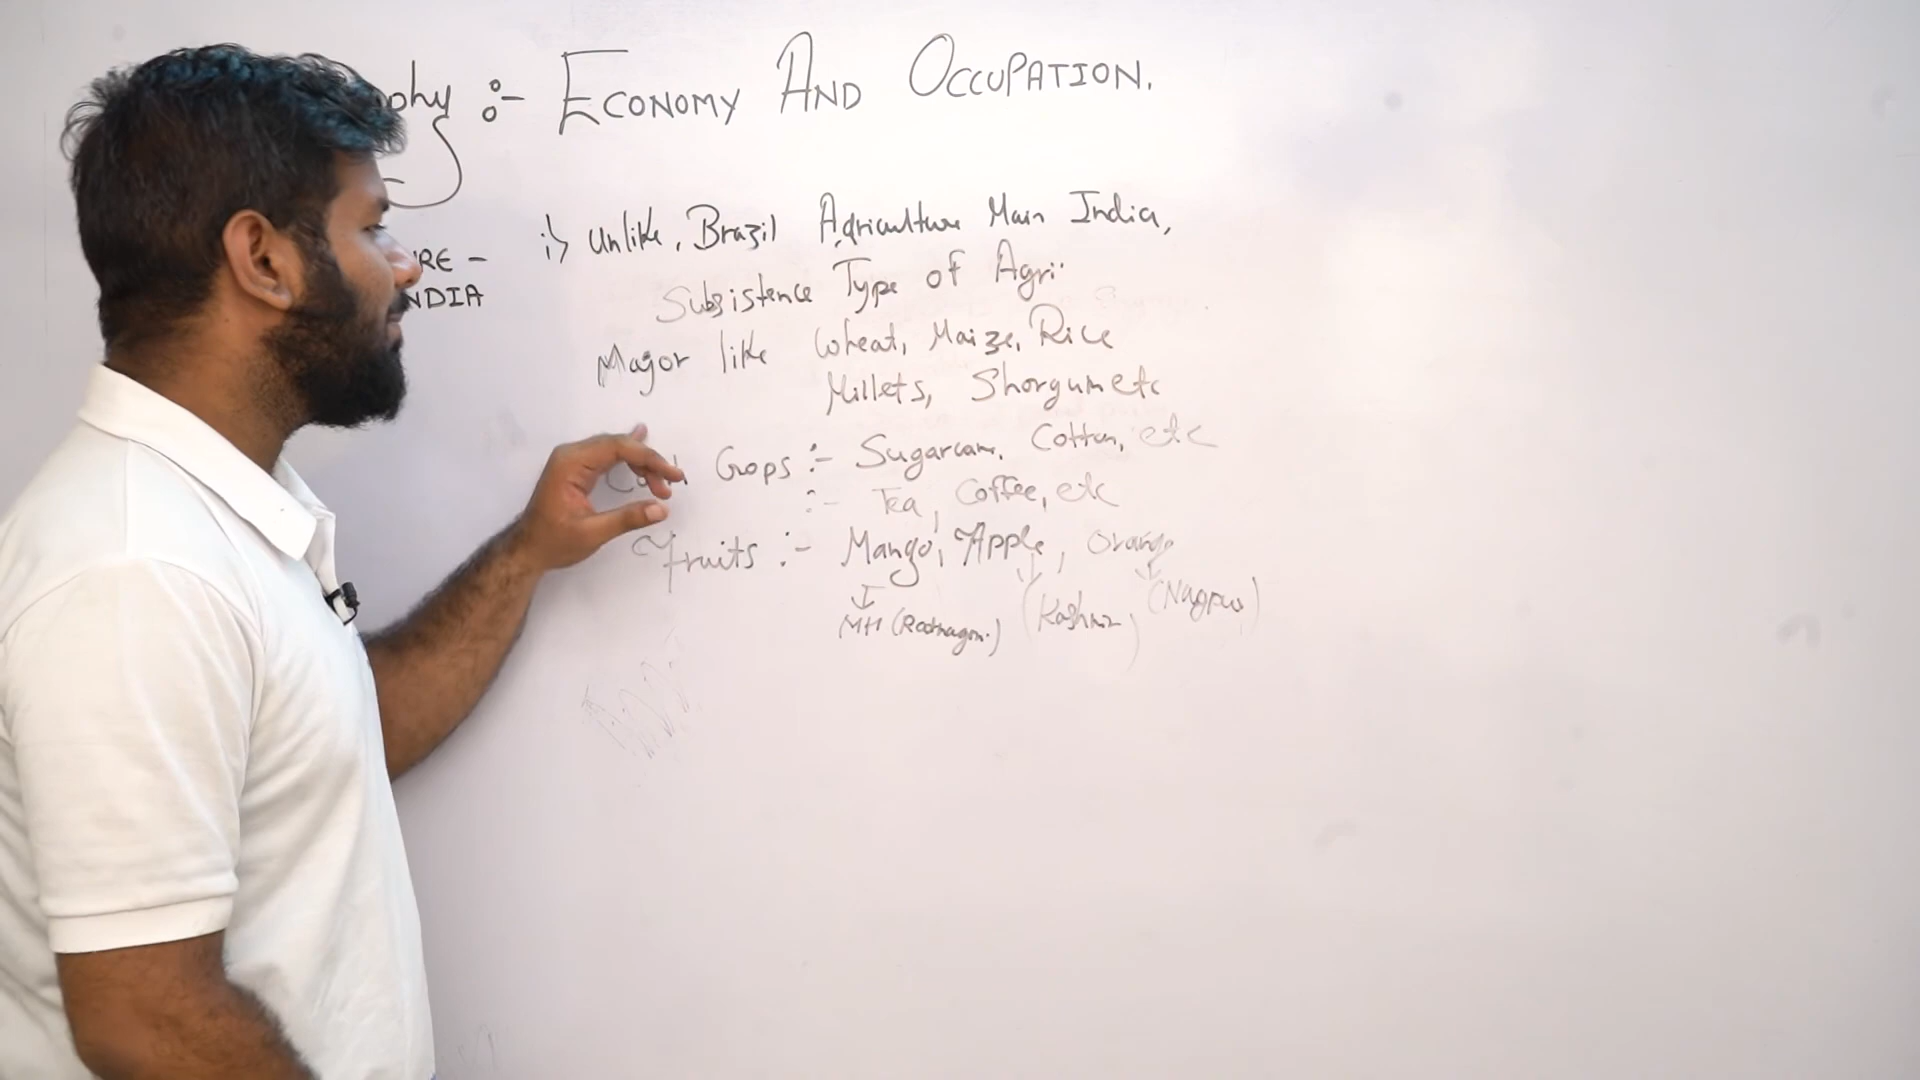 phy :- ECONOMY AND OCCUPATION.
RE -
NDIA
i) Unlike, Brazil Agriculture Main India,
Subsistence Type of Agri.
Major like Wheat, Maize, Rice
Millets, Shorgum etc
Crops :- Sugarcane, Cotton, etc
:- Tea, Coffee, etc
Fruits :- Mango, Apple, Orange
MH (Kashmir) (Nagpur)